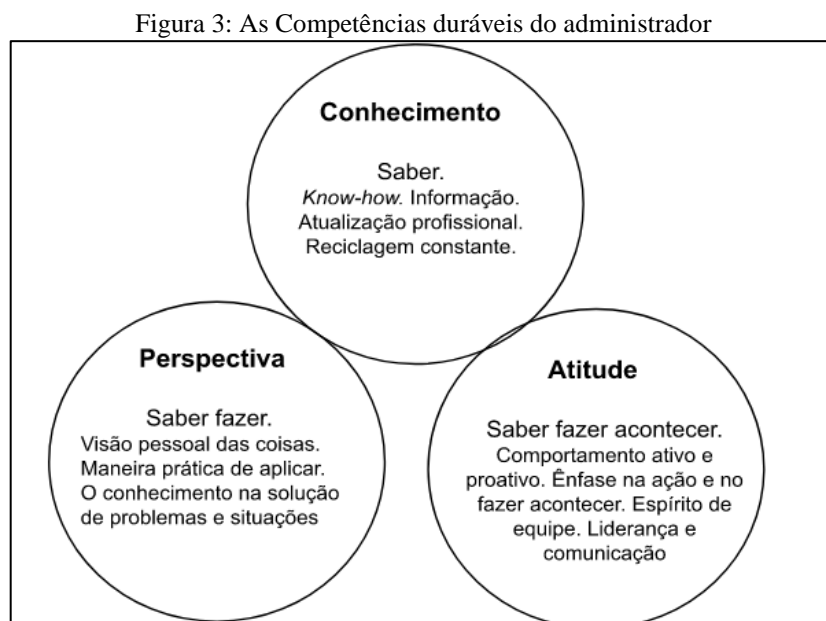 Figura 3: As Competências duráveis do administrador
Conhecimento
Saber.
Know-how. Informação.
Atualização profissional.
Reciclagem constante.
Perspectiva
Saber fazer.
Visão pessoal das coisas.
Maneira prática de aplicar.
O conhecimento na solução
de problemas e situações
Atitude
Saber fazer acontecer.
Comportamento ativo e
proativo. Ênfase na ação e no
fazer acontecer. Espírito de
equipe. Liderança e
comunicação